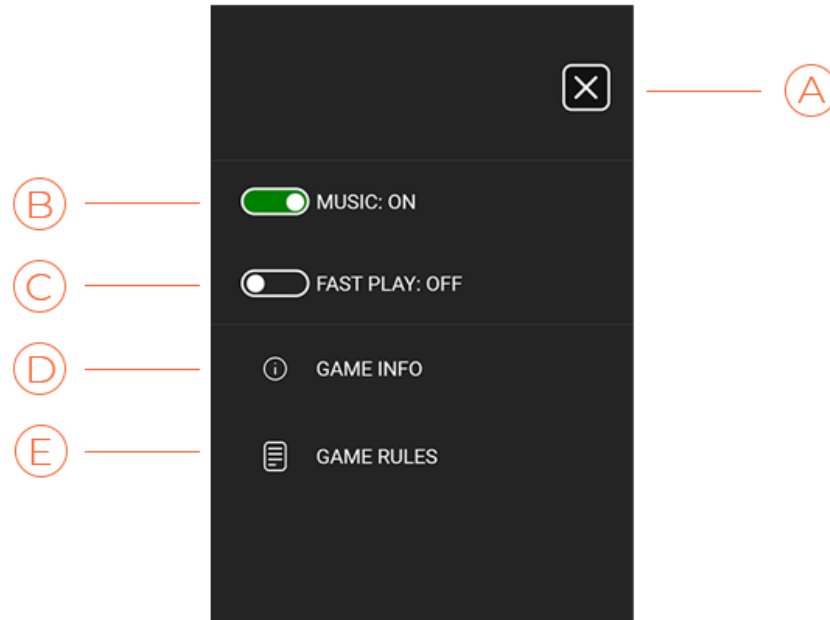 A
B MUSIC: ON
C FAST PLAY: OFF
D GAME INFO
E GAME RULES